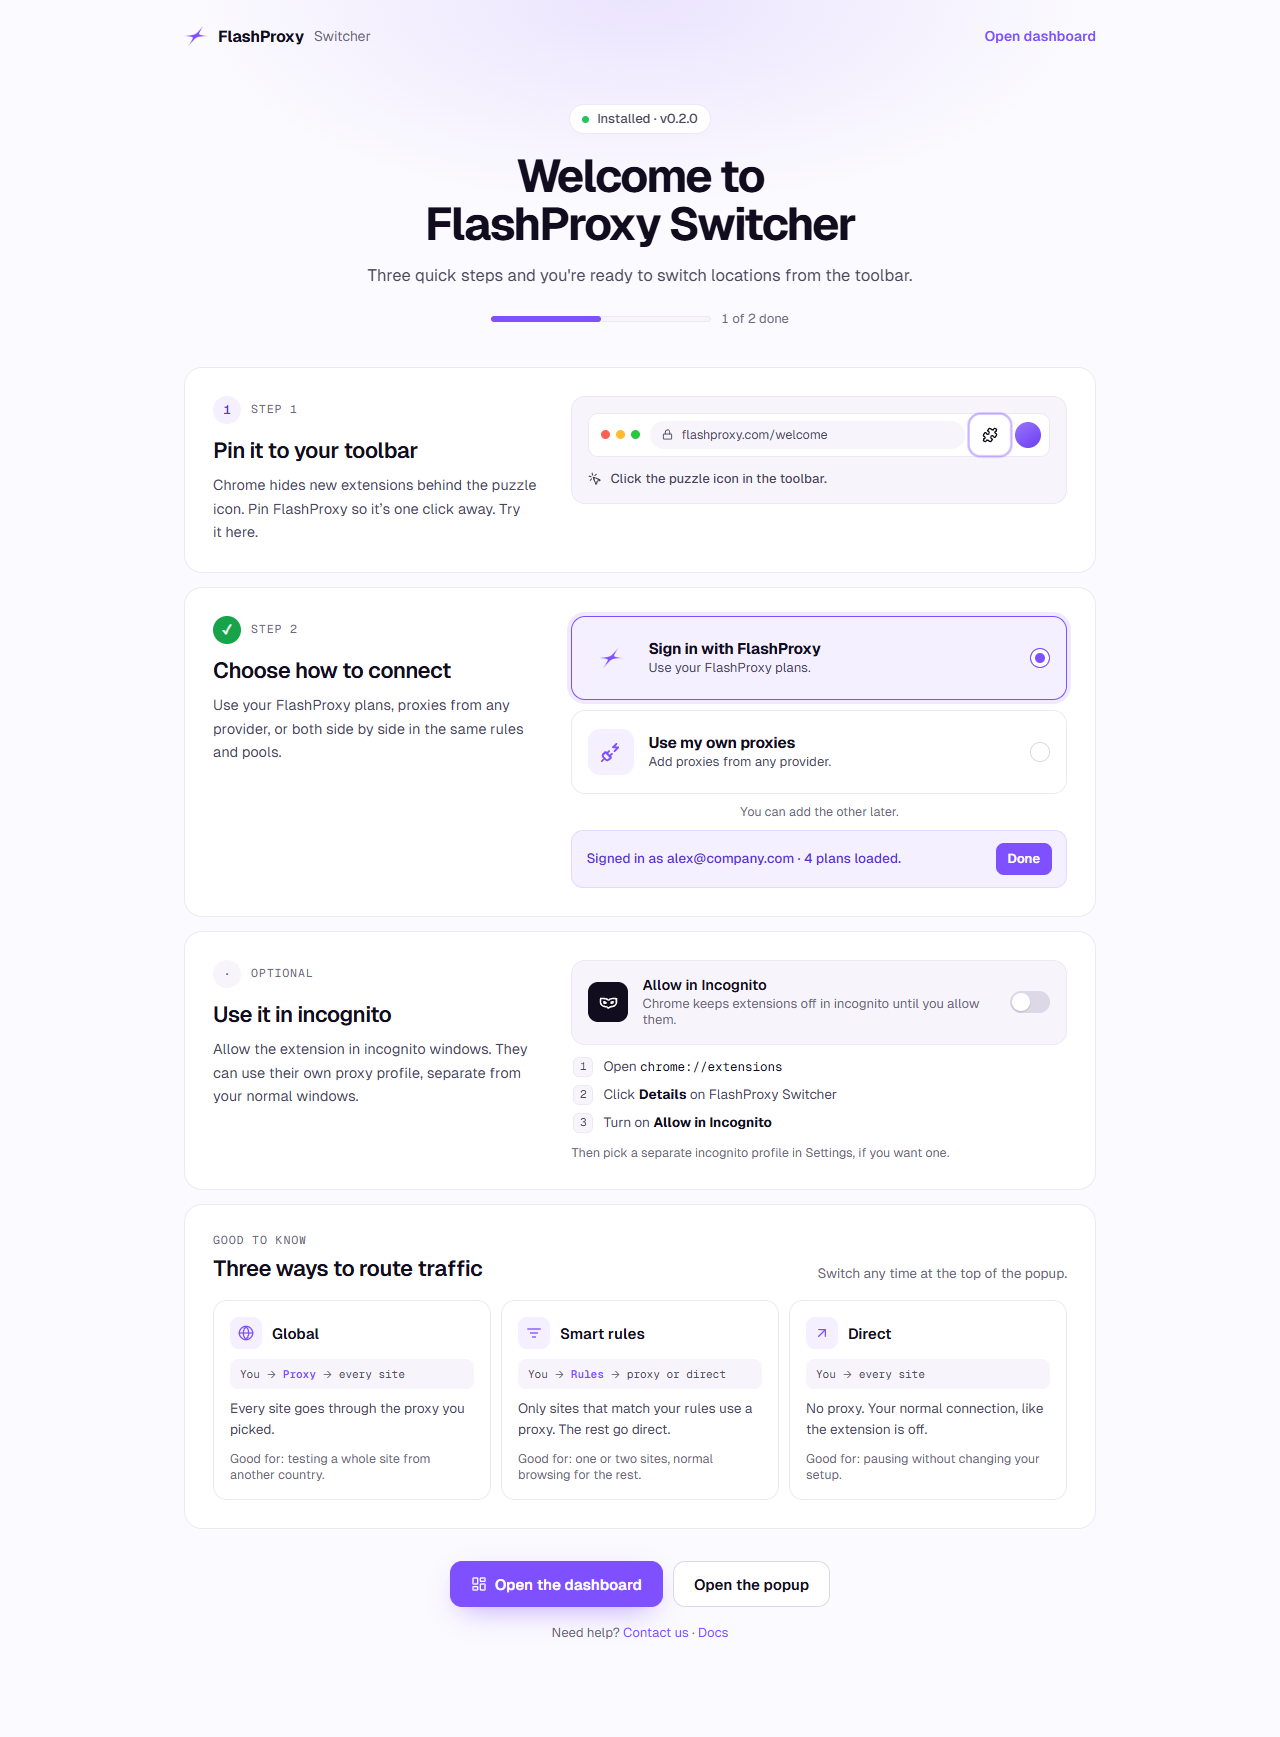 FlashProxy Switcher
Open dashboard
Installed · v0.2.0
Welcome to
FlashProxy Switcher
Three quick steps and you're ready to switch locations from the toolbar.
1 of 2 done
1 STEP 1
Pin it to your toolbar
Chrome hides new extensions behind the puzzle
icon. Pin FlashProxy so it’s one click away. Try
it here.
flashproxy.com/welcome
Click the puzzle icon in the toolbar.
✓ STEP 2
Choose how to connect
Use your FlashProxy plans, proxies from any
provider, or both side by side in the same rules
and pools.
Sign in with FlashProxy
Use your FlashProxy plans.
Use my own proxies
Add proxies from any provider.
You can add the other later.
Signed in as alex@company.com · 4 plans loaded.
Done
· OPTIONAL
Use it in incognito
Allow the extension in incognito windows. They
can use their own proxy profile, separate from
your normal windows.
Allow in Incognito
Chrome keeps extensions off in incognito until you allow
them.
1 Open chrome://extensions
2 Click Details on FlashProxy Switcher
3 Turn on Allow in Incognito
Then pick a separate incognito profile in Settings, if you want one.
GOOD TO KNOW
Three ways to route traffic
Switch any time at the top of the popup.
Global
You → Proxy → every site
Every site goes through the proxy you
picked.
Good for: testing a whole site from
another country.
Smart rules
You → Rules → proxy or direct
Only sites that match your rules use a
proxy. The rest go direct.
Good for: one or two sites, normal
browsing for the rest.
Direct
You → every site
No proxy. Your normal connection, like
the extension is off.
Good for: pausing without changing your
setup.
Open the dashboard
Open the popup
Need help? Contact us · Docs